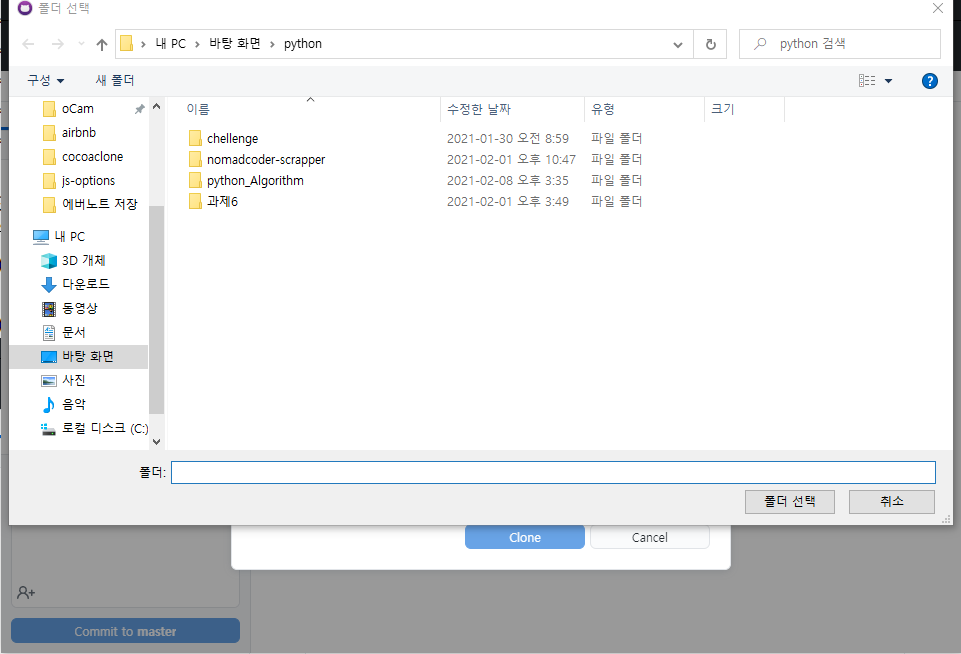 폴더 선택
내 PC > 바탕 화면 > python
python 검색
구성
새 폴더
?
이름 수정한 날짜 유형 크기
oCam
airbnb
cocoaclone
js-options
에버노트 저장
내 PC
3D 개체
다운로드
동영상
문서
바탕 화면
사진
음악
로컬 디스크 (C:)
chellenge 2021-01-30 오전 8:59 파일 폴더
nomadcoder-scrapper 2021-02-01 오후 10:47 파일 폴더
python_Algorithm 2021-02-08 오후 3:35 파일 폴더
과제6 2021-02-01 오후 3:49 파일 폴더
폴더:
폴더 선택
취소
Clone
Cancel
Commit to master